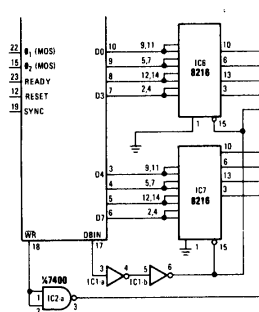 22 Φ1 (MOS) D0 10 9,11 10
15 Φ2 (MOS) 9 5,7 IC6 8216 6
23 READY 8 12,14 13
12 RESET D3 7 2,4 3
19 SYNC
1 15
10
D4 3 9,11 6
4 5,7 IC7 8216 13
5 12,14 3
D7 6 2,4
WR DBIN 1 15
18 17
3 4 5 6
IC1-a IC1-b
¼7400
1
IC2-a
2 3